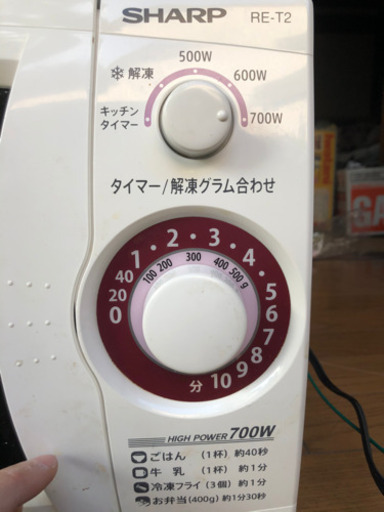 SHARP RE-T2
500W
❄解凍 600W
キッチン
タイマー 700W
タイマー/解凍グラム合わせ
1・2・3・4・5
40 100 200 300 400 500g
20
0 6
7
8
9
分 10
HIGH POWER 700W
ごはん (1杯) 約40秒
牛乳 (1杯) 約1分
冷凍フライ (3個) 約1分
お弁当 (400g) 約1分30秒
GA